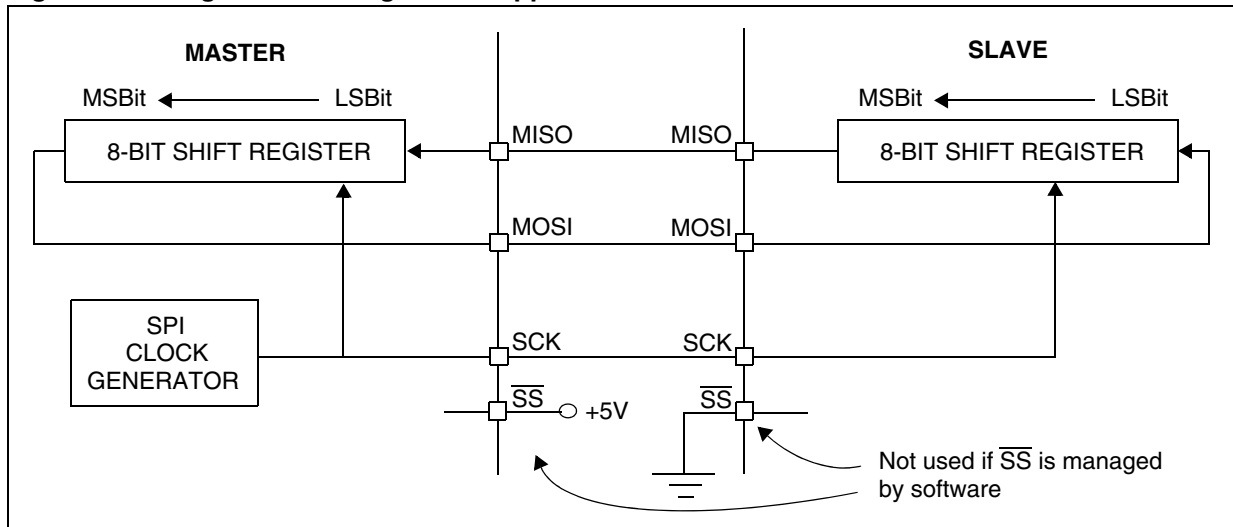 MASTER
SLAVE
MSBit
LSBit
MSBit
LSBit
8-BIT SHIFT REGISTER
MISO
MISO
8-BIT SHIFT REGISTER
MOSI
MOSI
SPI
CLOCK
GENERATOR
SCK
SCK
SS
+5V
SS
Not used if SS is managed
by software